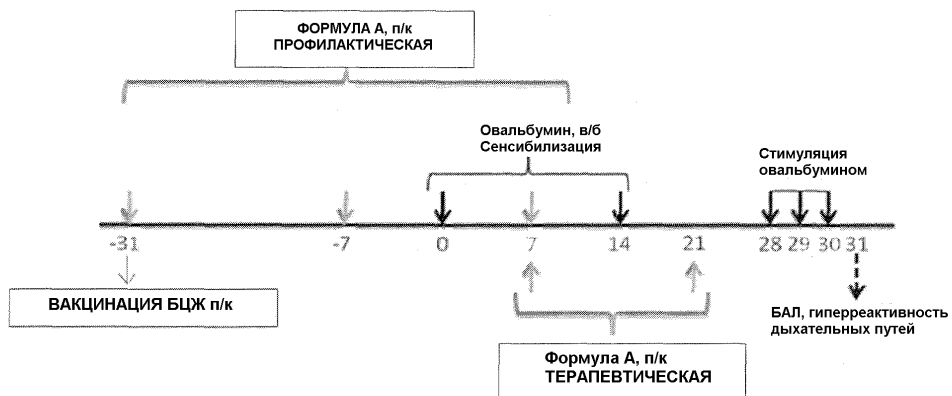 ФОРМУЛА А, п/к
ПРОФИЛАКТИЧЕСКАЯ
Овальбумин, в/б
Сенсибилизация
Стимуляция
овальбумином
-31 -7 0 7 14 21 28 29 30 31
ВАКЦИНАЦИЯ БЦЖ п/к
БАЛ, гиперреактивность
дыхательных путей
Формула А, п/к
ТЕРАПЕВТИЧЕСКАЯ